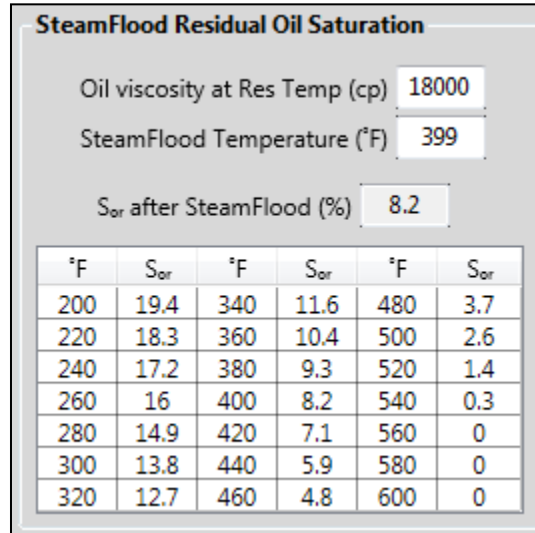 SteamFlood Residual Oil Saturation
Oil viscosity at Res Temp (cp) 18000
SteamFlood Temperature (°F) 399
Sₒᵣ after SteamFlood (%) 8.2
°F Sₒᵣ °F Sₒᵣ °F Sₒᵣ
200 19.4 340 11.6 480 3.7
220 18.3 360 10.4 500 2.6
240 17.2 380 9.3 520 1.4
260 16 400 8.2 540 0.3
280 14.9 420 7.1 560 0
300 13.8 440 5.9 580 0
320 12.7 460 4.8 600 0